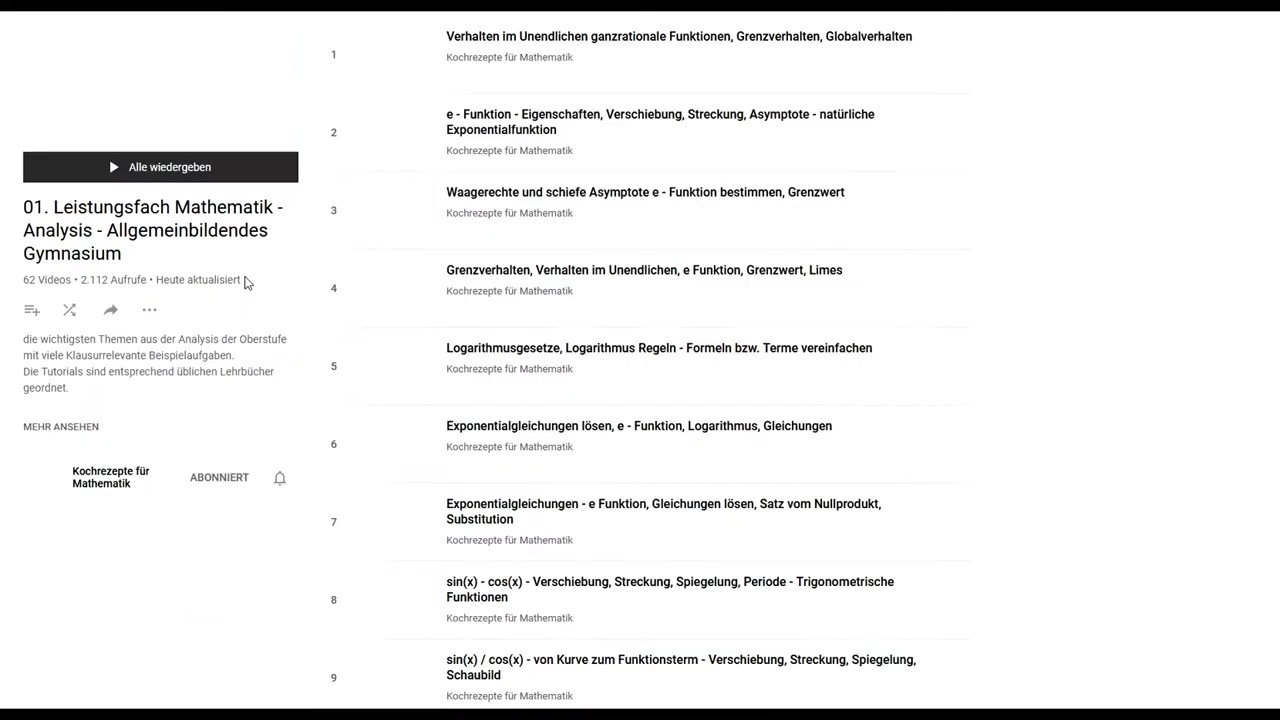 Alle wiedergeben
01. Leistungsfach Mathematik -
Analysis - Allgemeinbildendes
Gymnasium
62 Videos • 2.112 Aufrufe • Heute aktualisiert
die wichtigsten Themen aus der Analysis der Oberstufe
mit viele Klausurrelevante Beispielaufgaben.
Die Tutorials sind entsprechend üblichen Lehrbücher
geordnet.
MEHR ANSEHEN
Kochrezepte für
Mathematik
ABONNIERT
1
Verhalten im Unendlichen ganzrationale Funktionen, Grenzverhalten, Globalverhalten
Kochrezepte für Mathematik
2
e - Funktion - Eigenschaften, Verschiebung, Streckung, Asymptote - natürliche
Exponentialfunktion
Kochrezepte für Mathematik
3
Waagerechte und schiefe Asymptote e - Funktion bestimmen, Grenzwert
Kochrezepte für Mathematik
4
Grenzverhalten, Verhalten im Unendlichen, e Funktion, Grenzwert, Limes
Kochrezepte für Mathematik
5
Logarithmusgesetze, Logarithmus Regeln - Formeln bzw. Terme vereinfachen
Kochrezepte für Mathematik
6
Exponentialgleichungen lösen, e - Funktion, Logarithmus, Gleichungen
Kochrezepte für Mathematik
7
Exponentialgleichungen - e Funktion, Gleichungen lösen, Satz vom Nullprodukt,
Substitution
Kochrezepte für Mathematik
8
sin(x) - cos(x) - Verschiebung, Streckung, Spiegelung, Periode - Trigonometrische
Funktionen
Kochrezepte für Mathematik
9
sin(x) / cos(x) - von Kurve zum Funktionsterm - Verschiebung, Streckung, Spiegelung,
Schaubild
Kochrezepte für Mathematik